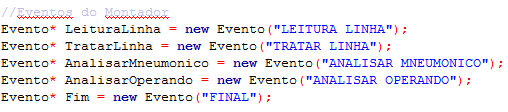 //Eventos do Montador
Evento* LeituraLinha = new Evento("LEITURA LINHA");
Evento* TratarLinha = new Evento("TRATAR LINHA");
Evento* AnalisarMneumonico = new Evento("ANALISAR MNEUMONICO");
Evento* AnalisarOperando = new Evento("ANALISAR OPERANDO");
Evento* Fim = new Evento("FINAL");